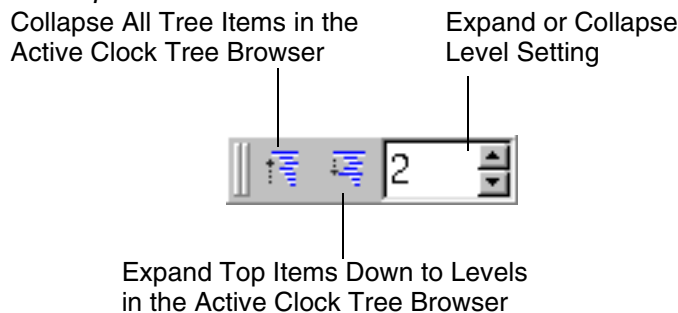 Collapse All Tree Items in the
Active Clock Tree Browser
Expand or Collapse
Level Setting
2
Expand Top Items Down to Levels
in the Active Clock Tree Browser